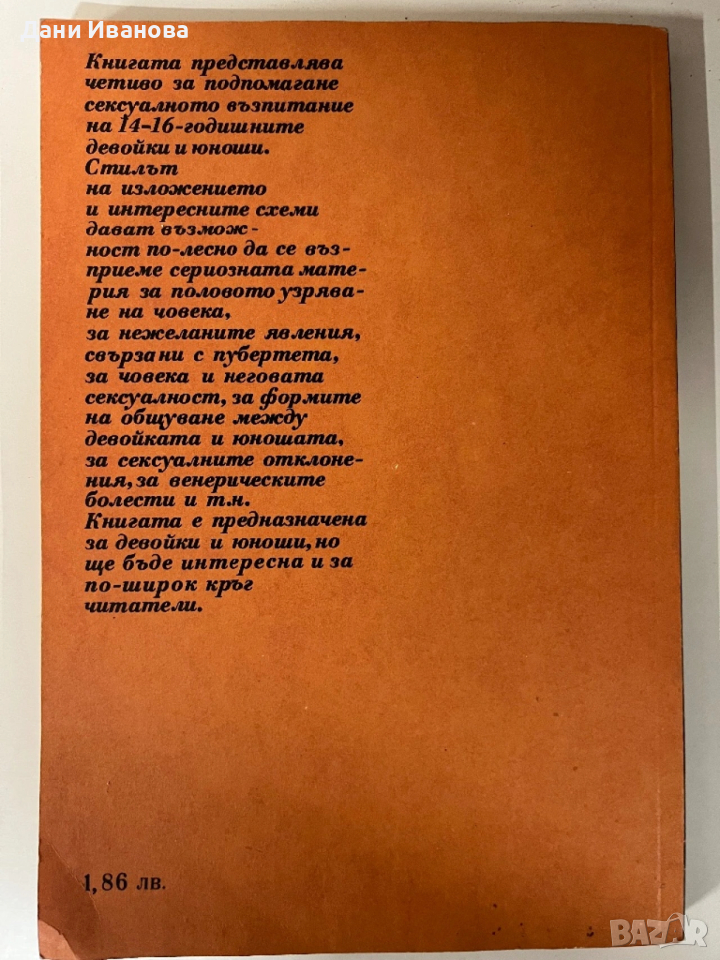 Дани Иванова
Книгата представлява
четиво за подпомагане
сексуалното възпитание
на 14-16-годишните
девойки и юноши.
Стилът
на изложението
и интересните схеми
дават възмож-
ност по-лесно да се въз-
приеме сериозната мате-
рия за половото узрява-
не на човека,
за нежеланите явления,
свързани с пубертета,
за човека и неговата
сексуалност, за формите
на общуване между
девойката и юношата,
за сексуалните отклоне-
ния, за венерическите
болести и т.н.
Книгата е предназначена
за девойки и юноши, но
ще бъде интересна и за
по-широк кръг
читатели.
1,86 лв.
BAZAR